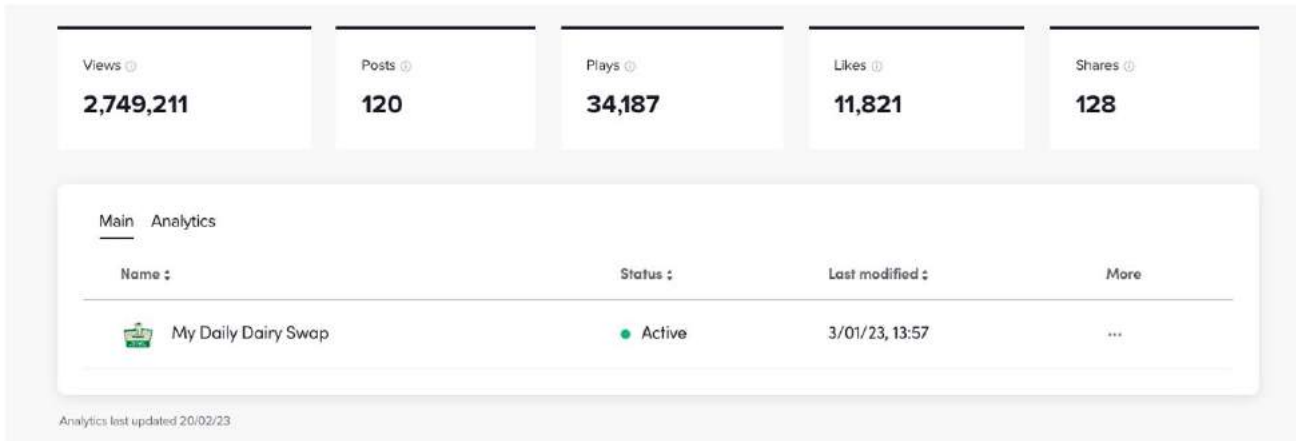 Views
2,749,211
Posts
120
Plays
34,187
Likes
11,821
Shares
128
Main Analytics
Name Status Last modified More
My Daily Dairy Swap Active 3/01/23, 13:57 ...
Analytics last updated 20/02/23